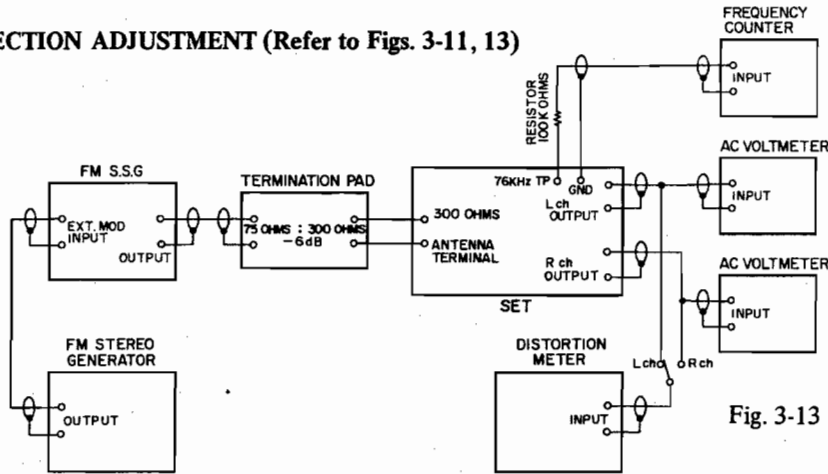 ECTION ADJUSTMENT (Refer to Figs. 3-11, 13)
FREQUENCY
COUNTER
INPUT
RESISTOR
100K OHMS
FM S.S.G
EXT. MOD
INPUT
OUTPUT
TERMINATION PAD
75 OHMS : 300 OHMS
-6dB
300 OHMS
ANTENNA
TERMINAL
76KHz TP
GND
L ch
OUTPUT
R ch
OUTPUT
SET
AC VOLTMETER
INPUT
AC VOLTMETER
INPUT
FM STEREO
GENERATOR
OUTPUT
DISTORTION
METER
INPUT
Lch
Rch
Fig. 3-13